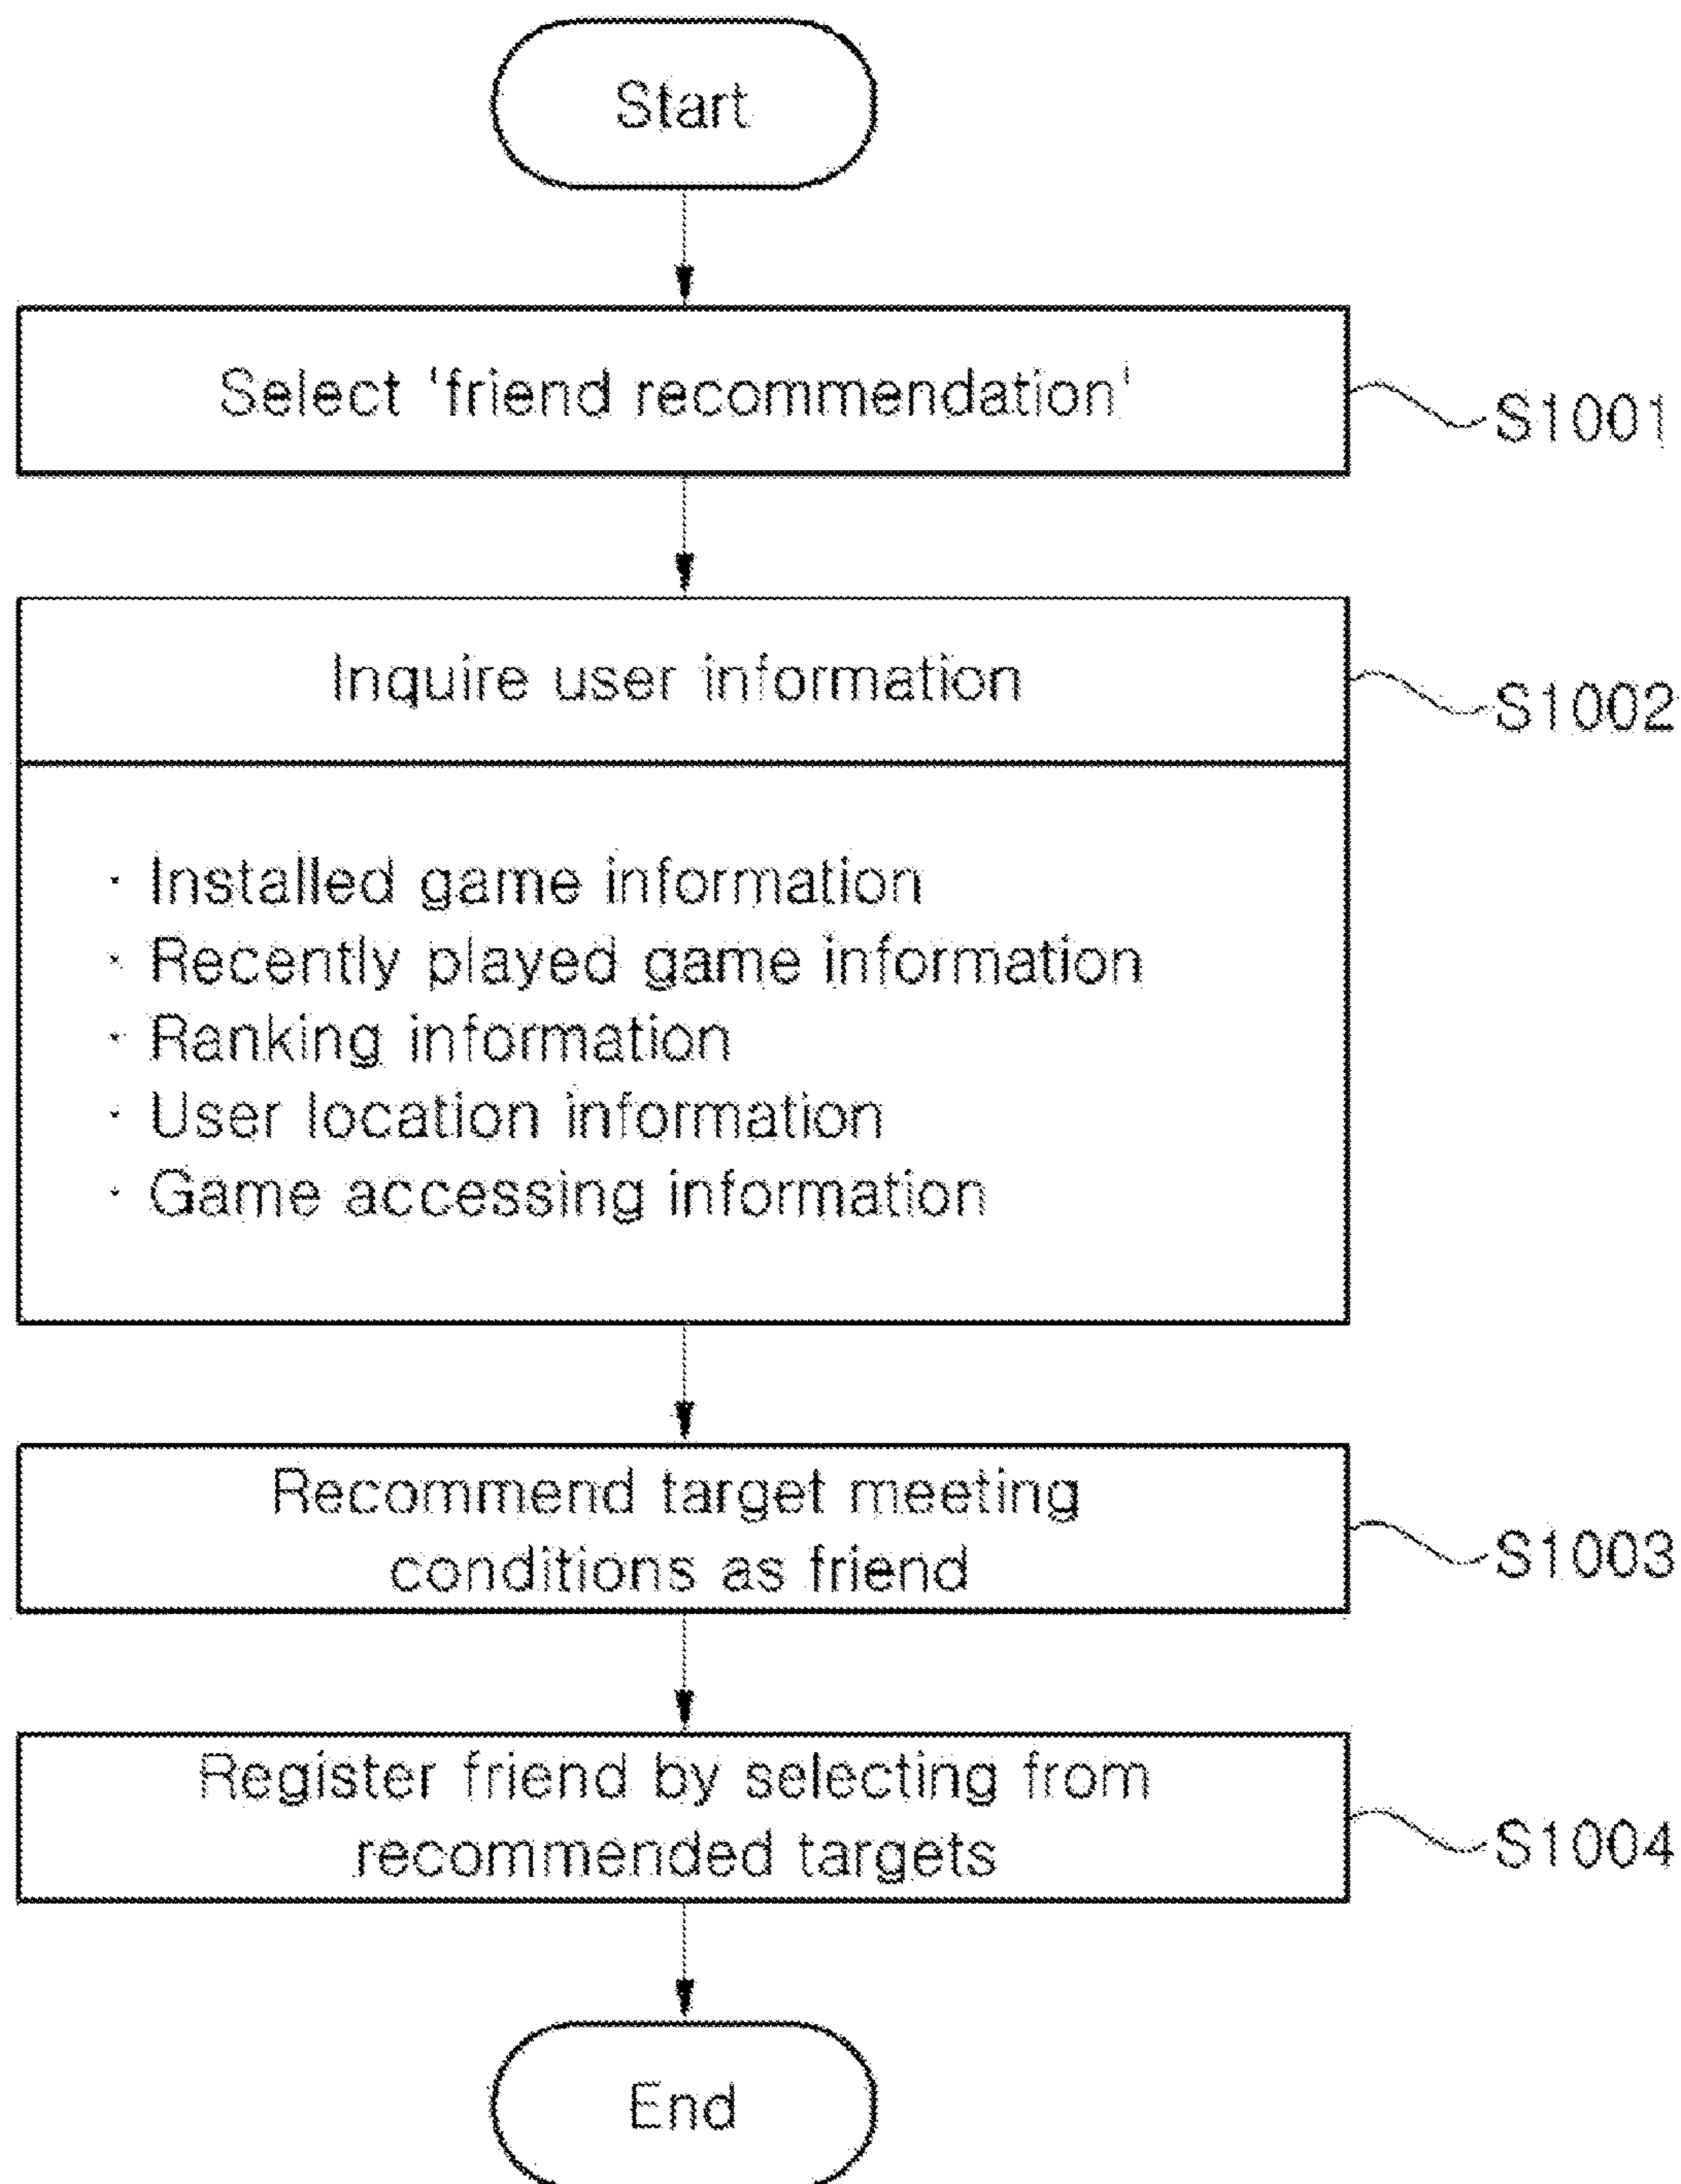 Start
Select 'friend recommendation'
S1001
Inquire user information
S1002
· Installed game information
· Recently played game information
· Ranking information
· User location information
· Game accessing information
Recommend target meeting
conditions as friend
S1003
Register friend by selecting from
recommended targets
S1004
End